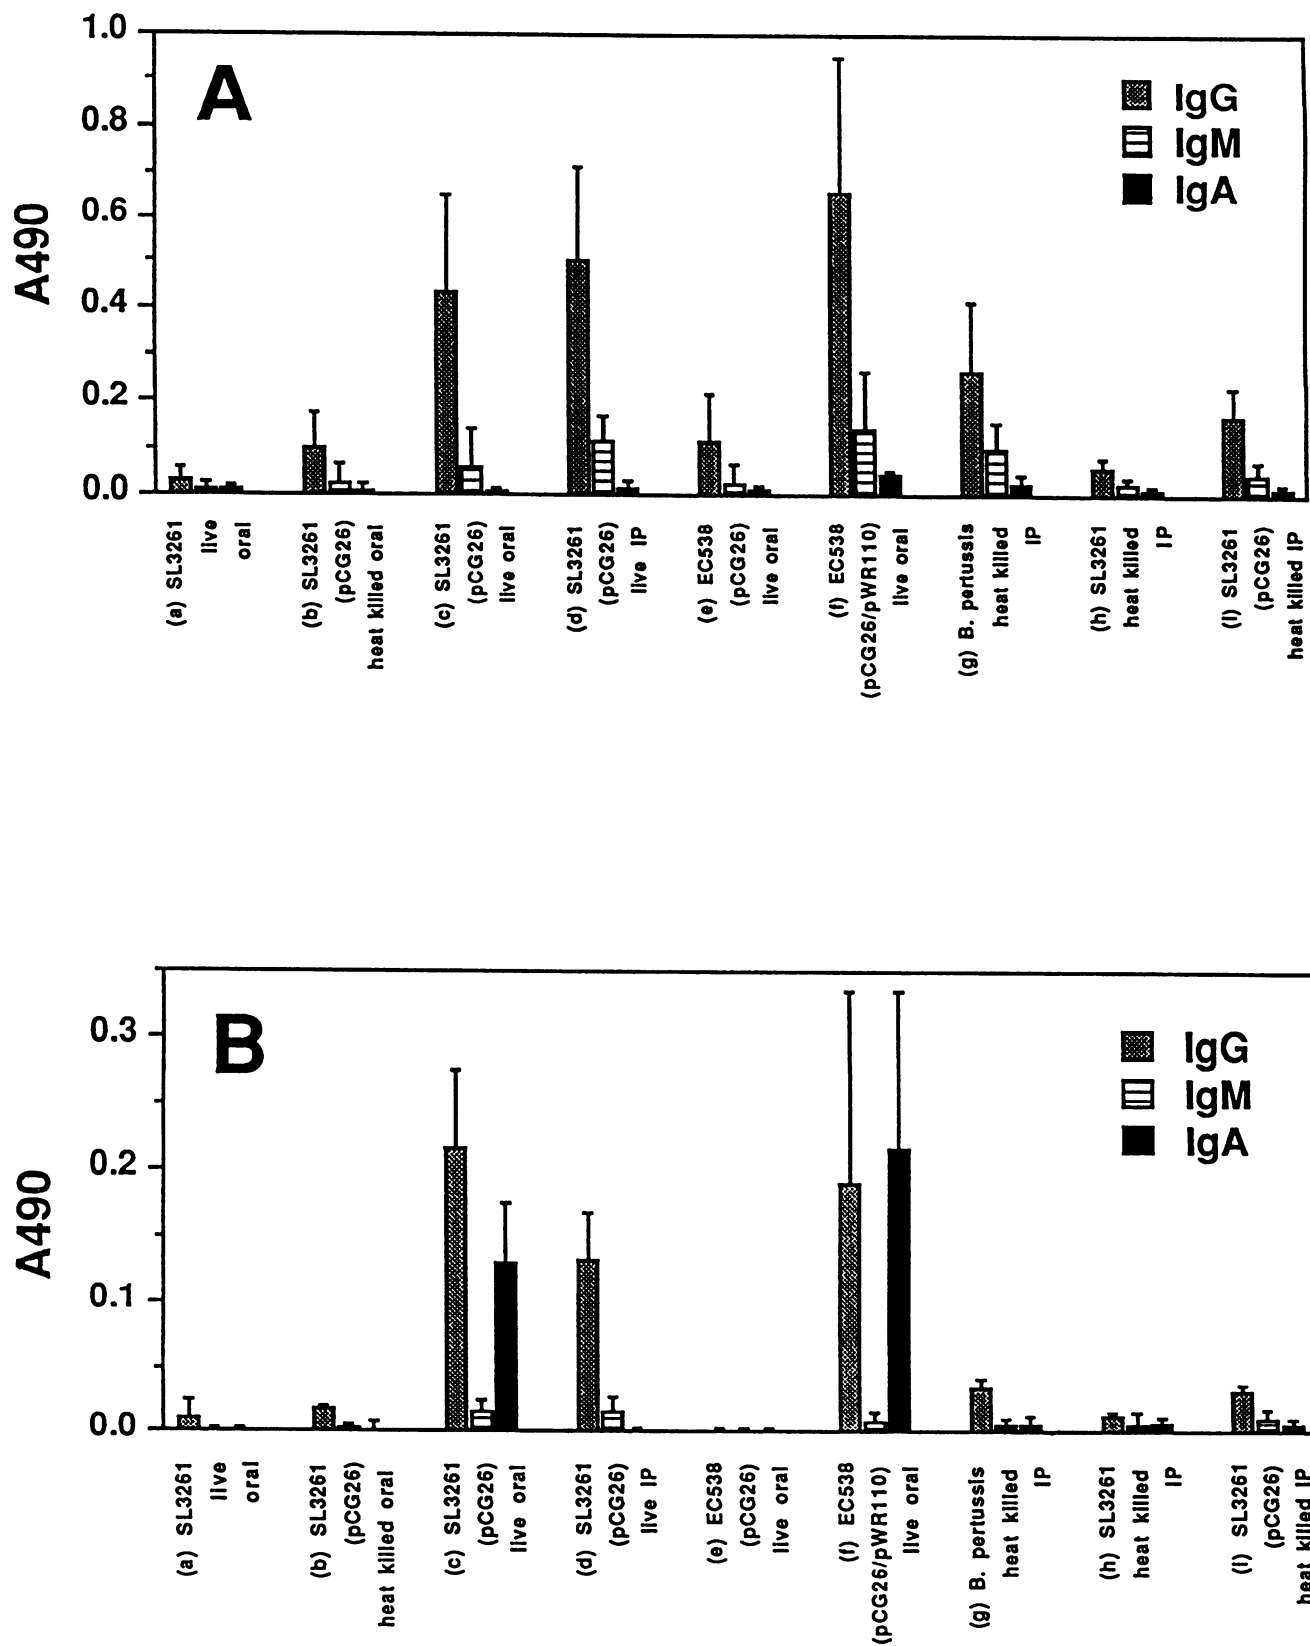 A
A490
1.0
0.8
0.6
0.4
0.2
0.0
IgG
IgM
IgA
(a) SL3261
live
oral
(b) SL3261
(pCG26)
heat killed oral
(c) SL3261
(pCG26)
live oral
(d) SL3261
(pCG26)
live IP
(e) EC538
(pCG26)
live oral
(f) EC538
(pCG26/pWR110)
live oral
(g) B. pertussis
heat killed
IP
(h) SL3261
heat killed
IP
(I) SL3261
(pCG26)
heat killed IP
B
A490
0.3
0.2
0.1
0.0
IgG
IgM
IgA
(a) SL3261
live
oral
(b) SL3261
(pCG26)
heat killed oral
(c) SL3261
(pCG26)
live oral
(d) SL3261
(pCG26)
live IP
(e) EC538
(pCG26)
live oral
(f) EC538
(pCG26/pWR110)
live oral
(g) B. pertussis
heat killed
IP
(h) SL3261
heat killed
IP
(I) SL3261
(pCG26)
heat killed IP